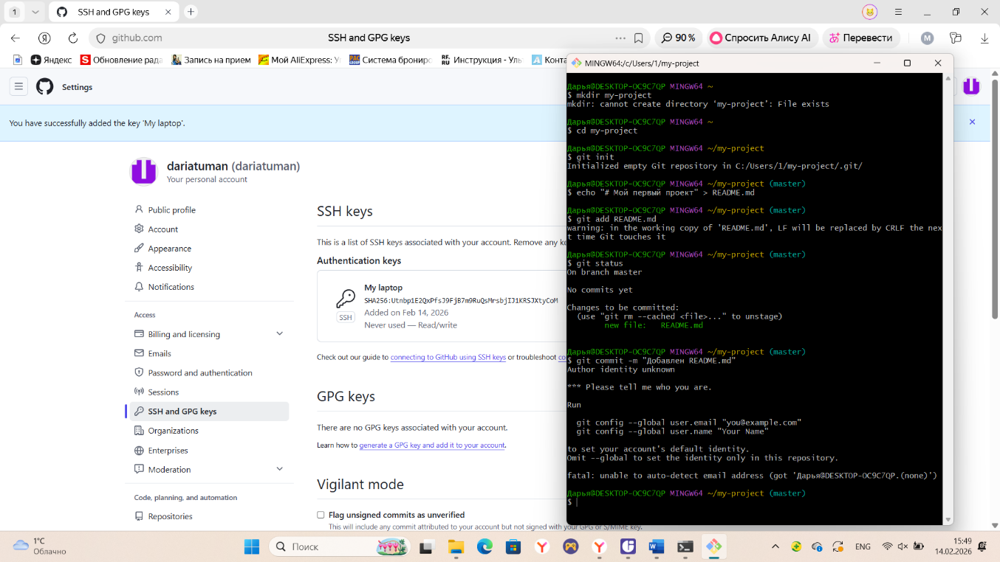 1
SSH and GPG keys
github.com
SSH and GPG keys
90 %
Спросить Алису AI
Перевести
M
Яндекс
Обновление рада
Запись на прием
Мой AliExpress: У
Система брониро
Инструкция - Уль
Конта
Settings
You have successfully added the key 'My laptop'.
dariatuman (dariatuman)
Your personal account
Public profile
Account
Appearance
Accessibility
Notifications
Access
Billing and licensing
Emails
Password and authentication
Sessions
SSH and GPG keys
Organizations
Enterprises
Moderation
Code, planning, and automation
Repositories
SSH keys
This is a list of SSH keys associated with your account. Remove any ke
Authentication keys
My laptop
SHA256:Utnbp1E2QxPfsJ9FjB7m9RuQsMrsbjIJ1KRSJXtyCoM
Added on Feb 14, 2026
Never used — Read/write
SSH
Check out our guide to connecting to GitHub using SSH keys or troubleshoot co
GPG keys
There are no GPG keys associated with your account.
Learn how to generate a GPG key and add it to your account.
Vigilant mode
Flag unsigned commits as unverified
This will include any commit attributed to your account but not signed with your GPG or S/MIME key.
MINGW64:/c/Users/1/my-project
Дарья@DESKTOP-OC9C7QP MINGW64 ~
$ mkdir my-project
mkdir: cannot create directory ‘my-project’: File exists
Дарья@DESKTOP-OC9C7QP MINGW64 ~
$ cd my-project
Дарья@DESKTOP-OC9C7QP MINGW64 ~/my-project
$ git init
Initialized empty Git repository in C:/Users/1/my-project/.git/
Дарья@DESKTOP-OC9C7QP MINGW64 ~/my-project (master)
$ echo "# Мой первый проект" > README.md
Дарья@DESKTOP-OC9C7QP MINGW64 ~/my-project (master)
$ git add README.md
warning: in the working copy of 'README.md', LF will be replaced by CRLF the nex
t time Git touches it
Дарья@DESKTOP-OC9C7QP MINGW64 ~/my-project (master)
$ git status
On branch master
No commits yet
Changes to be committed:
(use "git rm --cached <file>..." to unstage)
new file:   README.md
Дарья@DESKTOP-OC9C7QP MINGW64 ~/my-project (master)
$ git commit -m "Добавлен README.md"
Author identity unknown
*** Please tell me who you are.
Run
git config --global user.email "you@example.com"
git config --global user.name "Your Name"
to set your account's default identity.
Omit --global to set the identity only in this repository.
fatal: unable to auto-detect email address (got 'Дарья@DESKTOP-OC9C7QP.(none)')
Дарья@DESKTOP-OC9C7QP MINGW64 ~/my-project (master)
$
1°C
Облачно
Поиск
ENG
15:49
14.02.2026